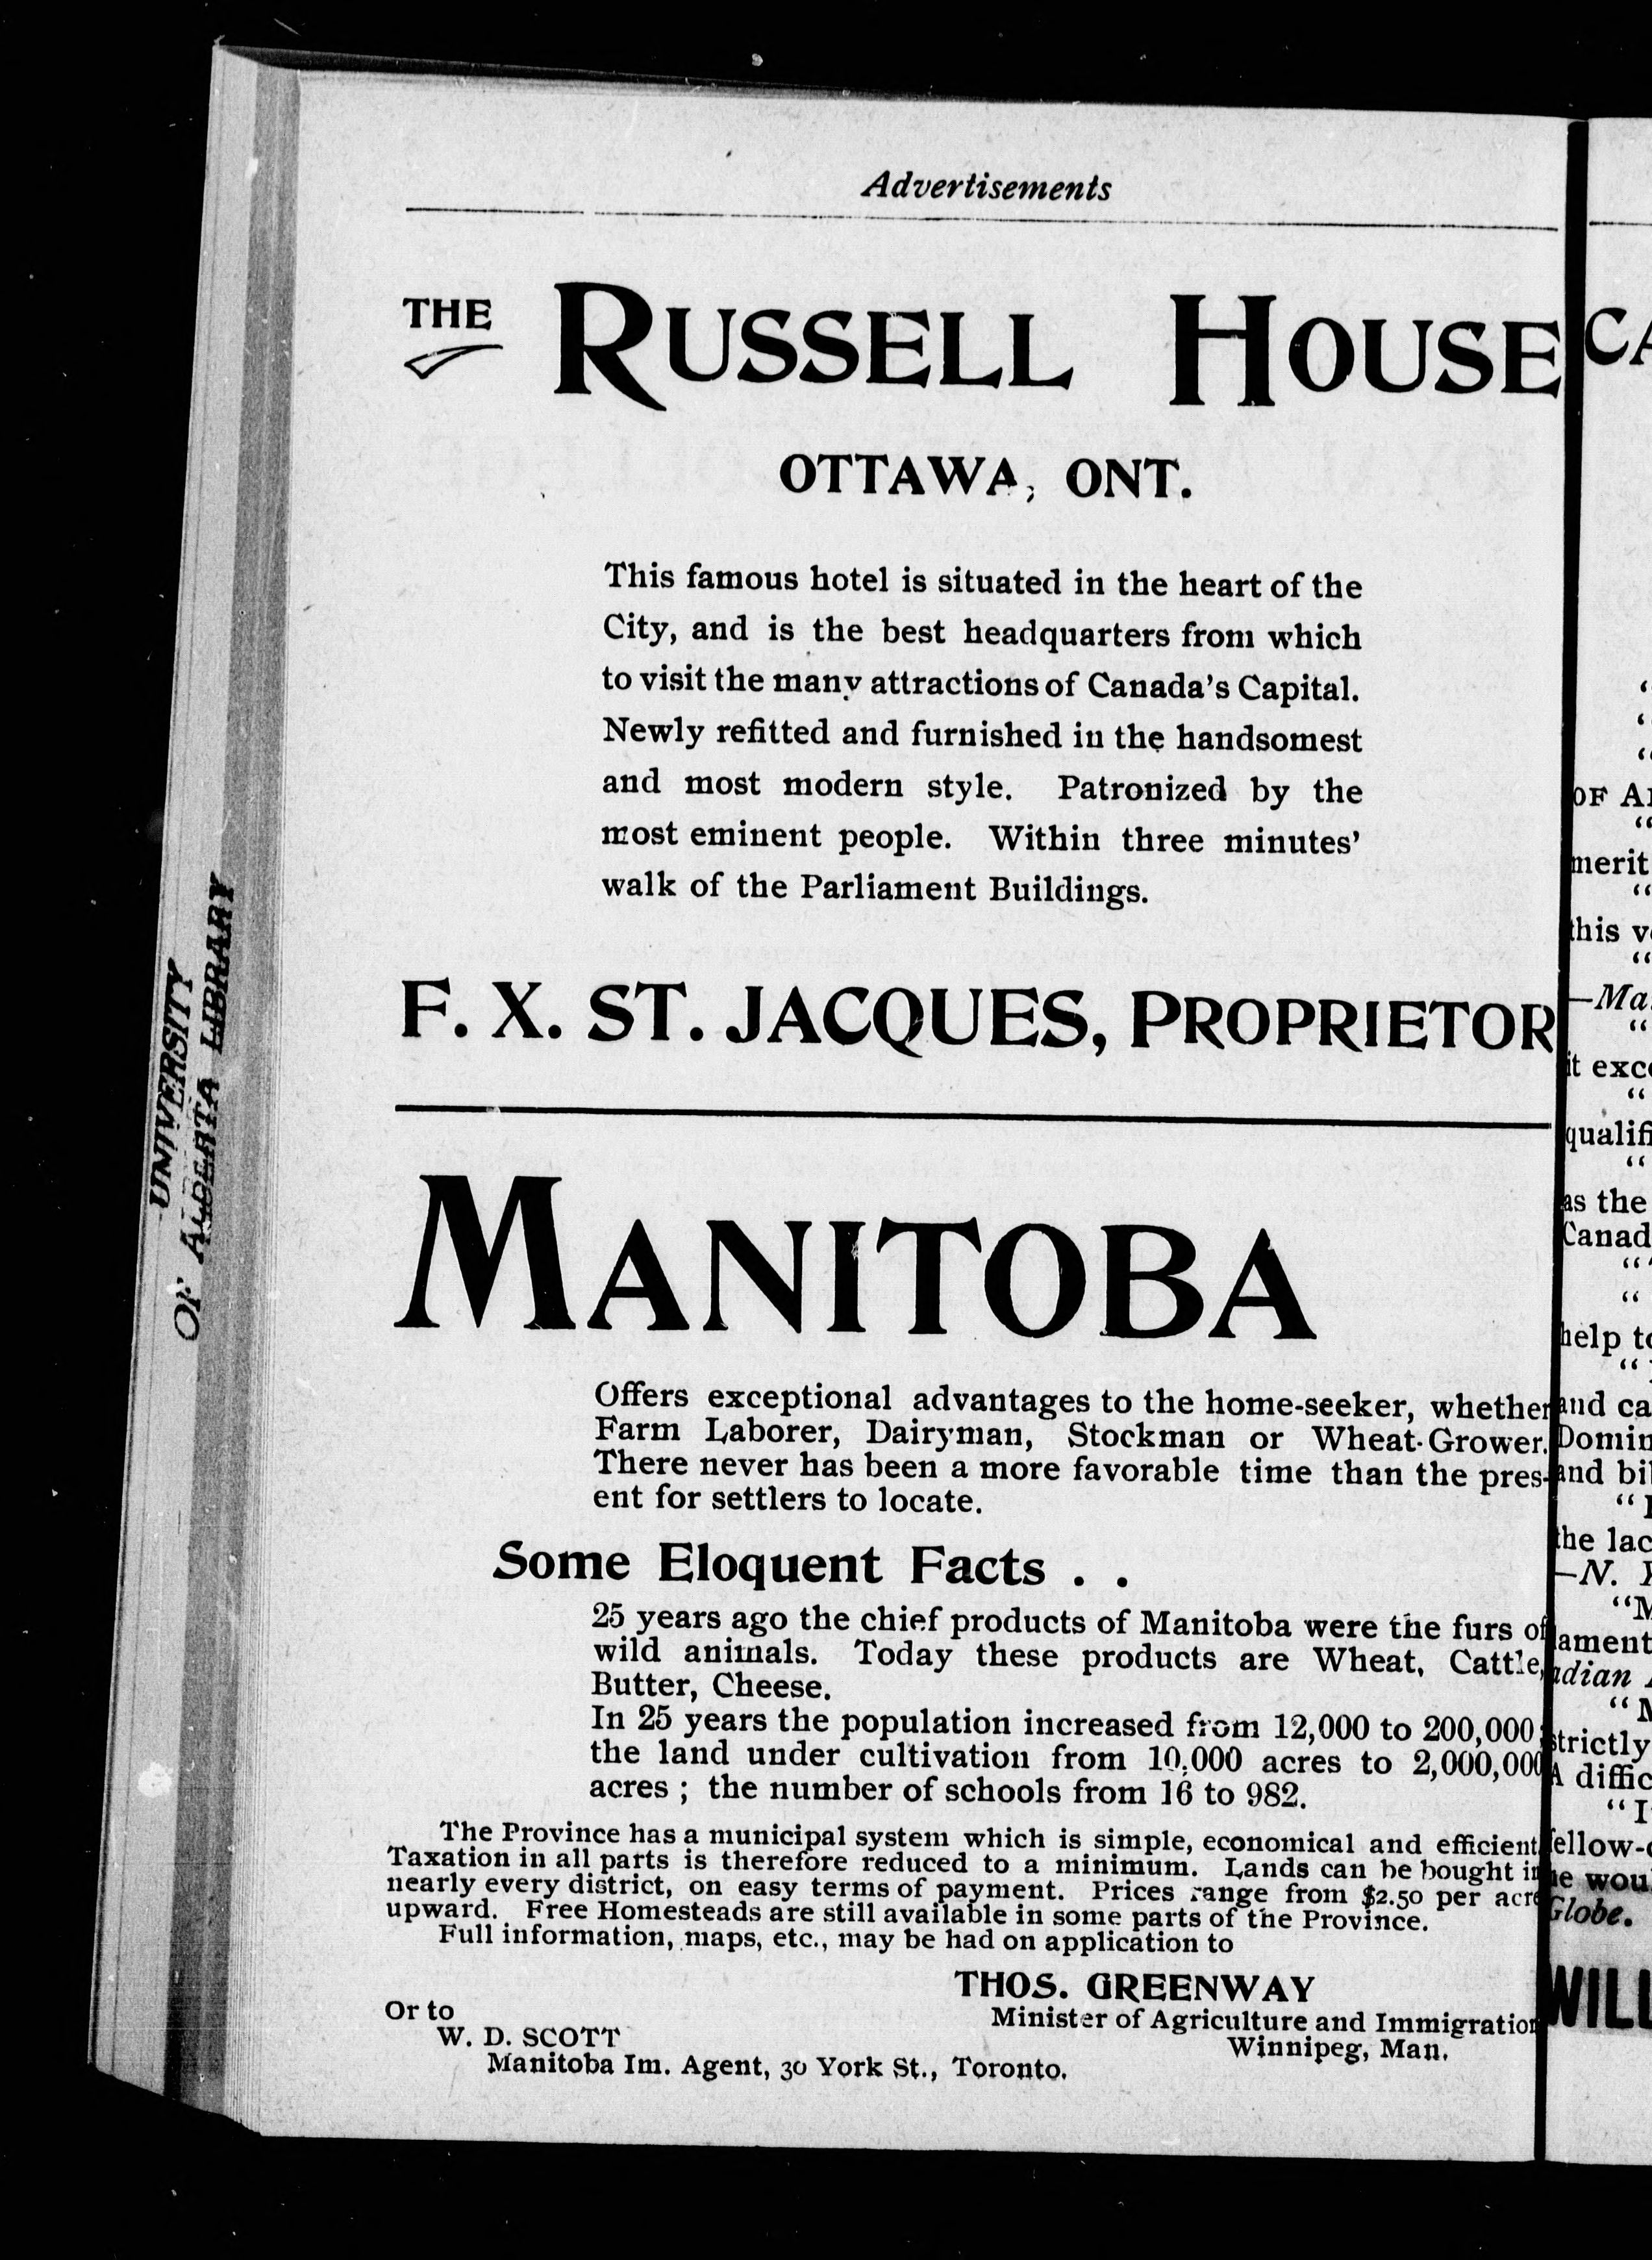 Advertisements
THE RUSSELL HOUSE
OTTAWA, ONT.
This famous hotel is situated in the heart of the
City, and is the best headquarters from which
to visit the many attractions of Canada's Capital.
Newly refitted and furnished in the handsomest
and most modern style. Patronized by the
most eminent people. Within three minutes'
walk of the Parliament Buildings.
F. X. ST. JACQUES, PROPRIETOR
MANITOBA
Offers exceptional advantages to the home-seeker, whether
Farm Laborer, Dairyman, Stockman or Wheat-Grower.
There never has been a more favorable time than the pres-
ent for settlers to locate.
Some Eloquent Facts . .
25 years ago the chief products of Manitoba were the furs of
wild animals. Today these products are Wheat, Cattle,
Butter, Cheese.
In 25 years the population increased from 12,000 to 200,000;
the land under cultivation from 10,000 acres to 2,000,000
acres ; the number of schools from 16 to 982.
The Province has a municipal system which is simple, economical and efficient.
Taxation in all parts is therefore reduced to a minimum. Lands can be bought in
nearly every district, on easy terms of payment. Prices range from $2.50 per acre
upward. Free Homesteads are still available in some parts of the Province.
Full information, maps, etc., may be had on application to
THOS. GREENWAY
Minister of Agriculture and Immigration
Winnipeg, Man.
Or to
W. D. SCOTT
Manitoba Im. Agent, 30 York St., Toronto.
UNIVERSITY
OF ALBERTA LIBRARY
CA
OF
merit
this
—Ma
it exc
qualifi
as the
Canad
help
and ca
Domin
and
the lac
—N.
"M
lament
adian
"M
strictly
A diffic
"I
fellow-
he wou
Globe.
WILL